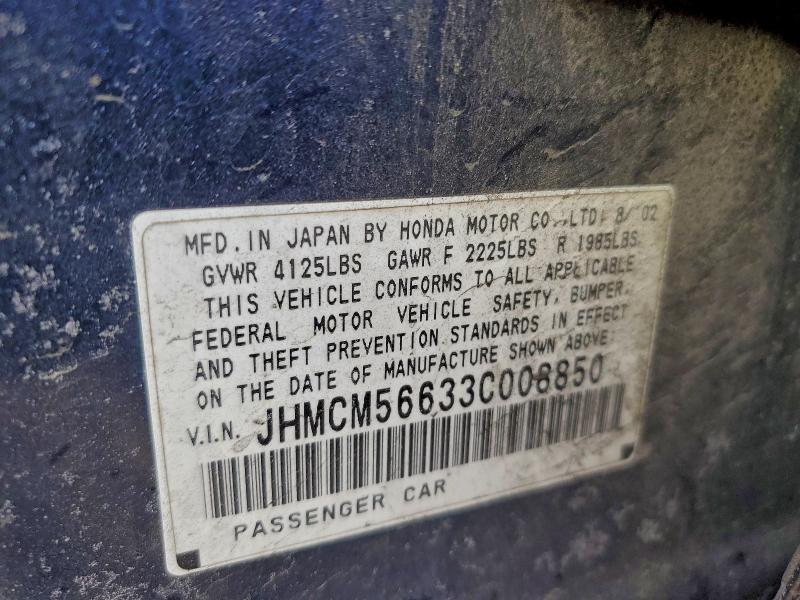 MFD. IN JAPAN BY HONDA MOTOR CO.,LTD. 8/ 02
GVWR 4125LBS GAWR F 2225LBS R 1985LBS
THIS VEHICLE CONFORMS TO ALL APPLICABLE
FEDERAL MOTOR VEHICLE SAFETY, BUMPER,
AND THEFT PREVENTION STANDARDS IN EFFECT
ON THE DATE OF MANUFACTURE SHOWN ABOVE.
V.I.N. JHMCM56633C008850
PASSENGER CAR